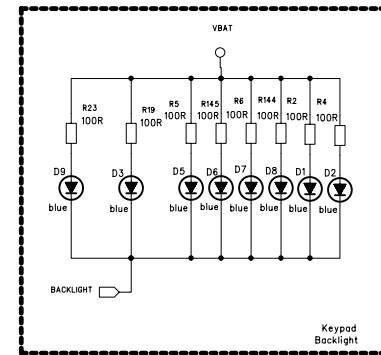 VBAT
R23
100R
R19
100R
R5
100R
R145
100R
R6
100R
R144
100R
R2
100R
R4
100R
D9
blue
D3
blue
D5
blue
D6
blue
D7
blue
D8
blue
D1
blue
D2
blue
BACKLIGHT
Keypad
Backlight